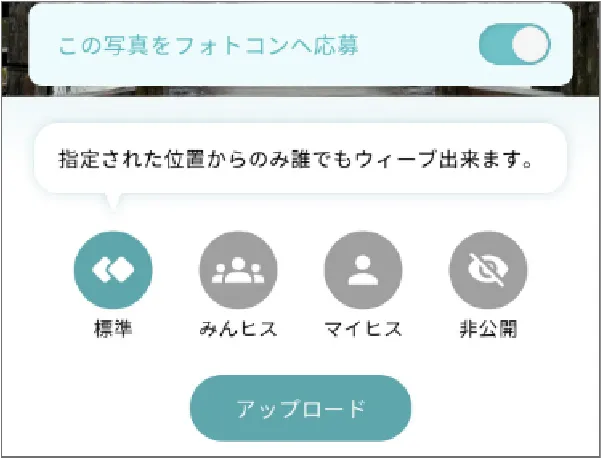 この写真をフォトコンへ応募
指定された位置からのみ誰でもウィーブ出来ます。
標準
みんヒス
マイヒス
非公開
アップロード